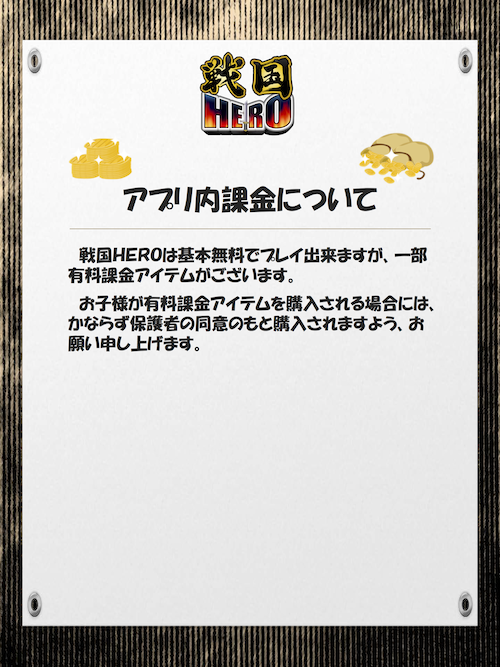 戦国
HERO
アプリ内課金について
戦国HEROは基本無料でプレイ出来ますが、一部
有料課金アイテムがございます。
お子様が有料課金アイテムを購入される場合には、
かならず保護者の同意のもと購入されますよう、お
願い申し上げます。